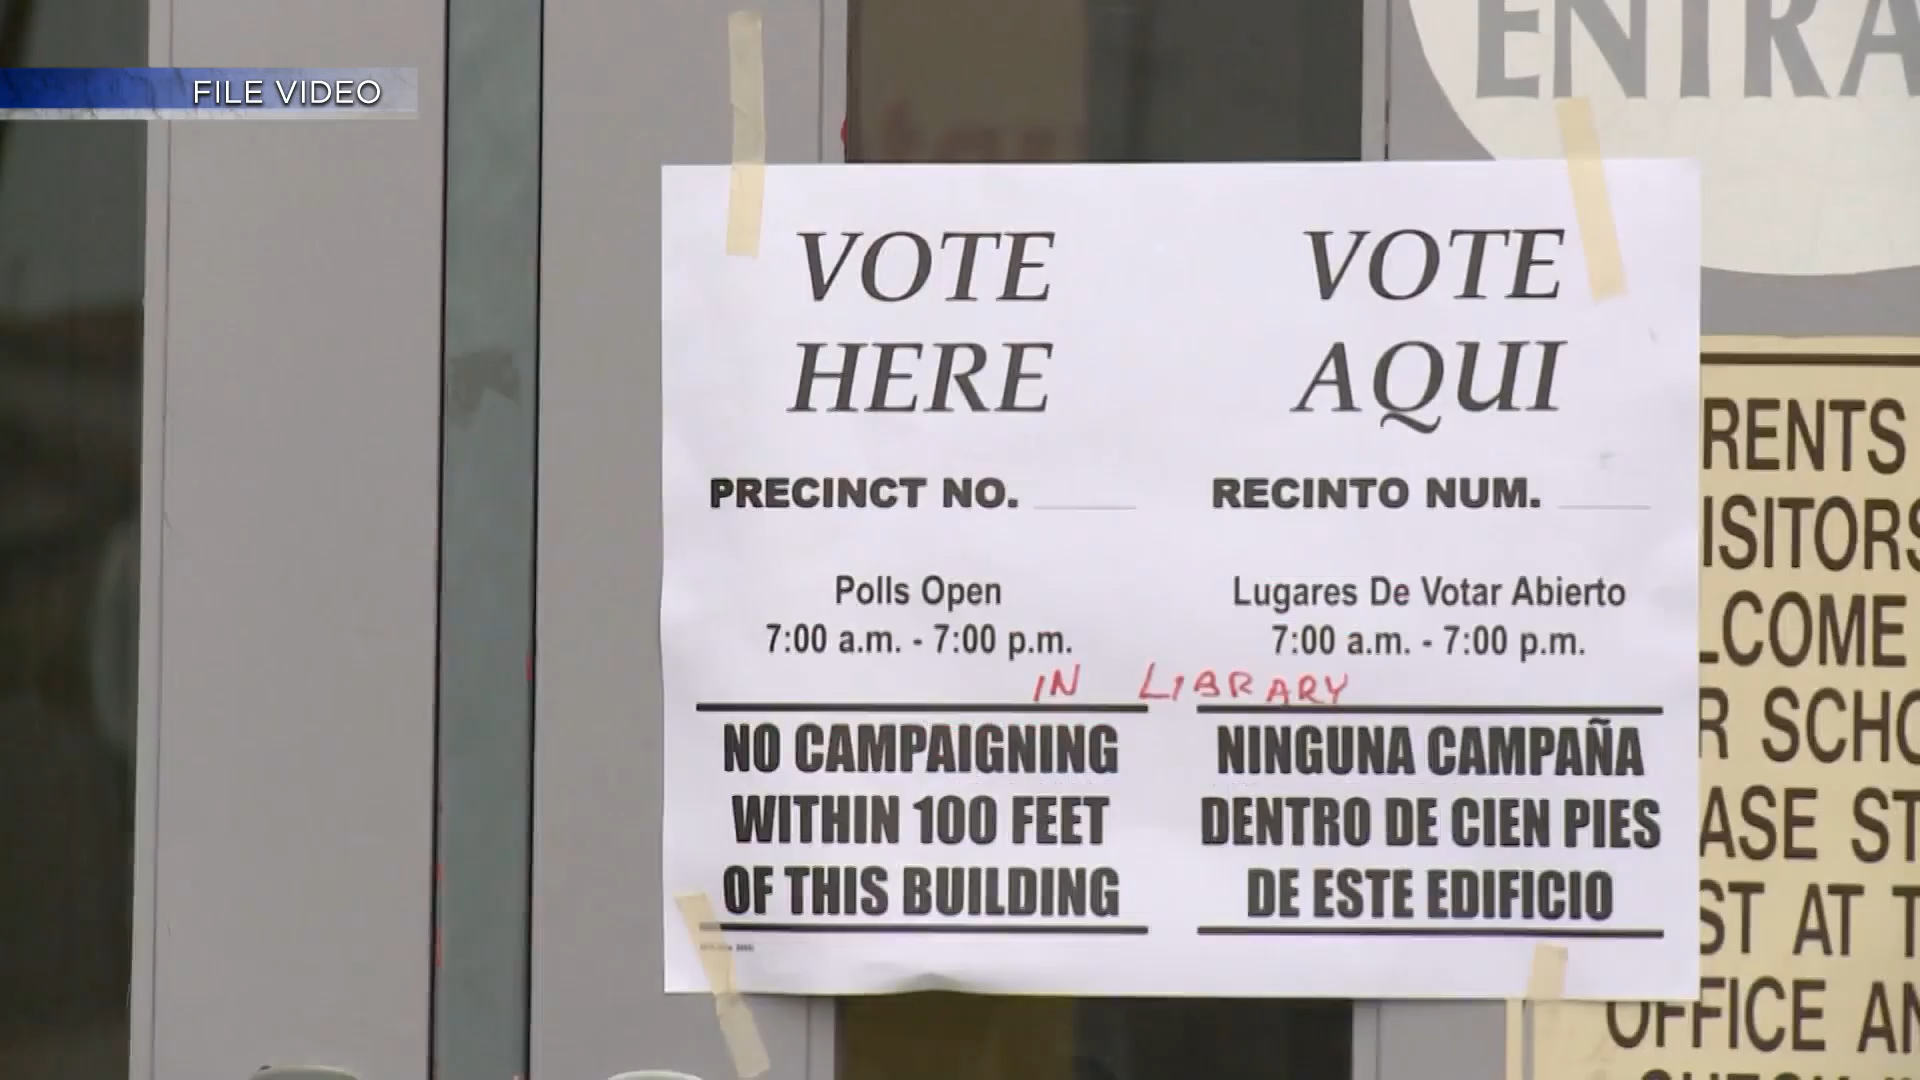 FILE VIDEO
ENTRA
VOTE
HERE
PRECINCT NO.
Polls Open
7:00 a.m. - 7:00 p.m.
VOTE
AQUI
RECINTO NUM.
Lugares De Votar Abierto
7:00 a.m. - 7:00 p.m.
IN LIBRARY
NO CAMPAIGNING
WITHIN 100 FEET
OF THIS BUILDING
NINGUNA CAMPAÑA
DENTRO DE CIEN PIES
DE ESTE EDIFICIO
RENTS
ISITORS
LCOME
R SCHO
ASE ST
ST AT T
OFFICE AN